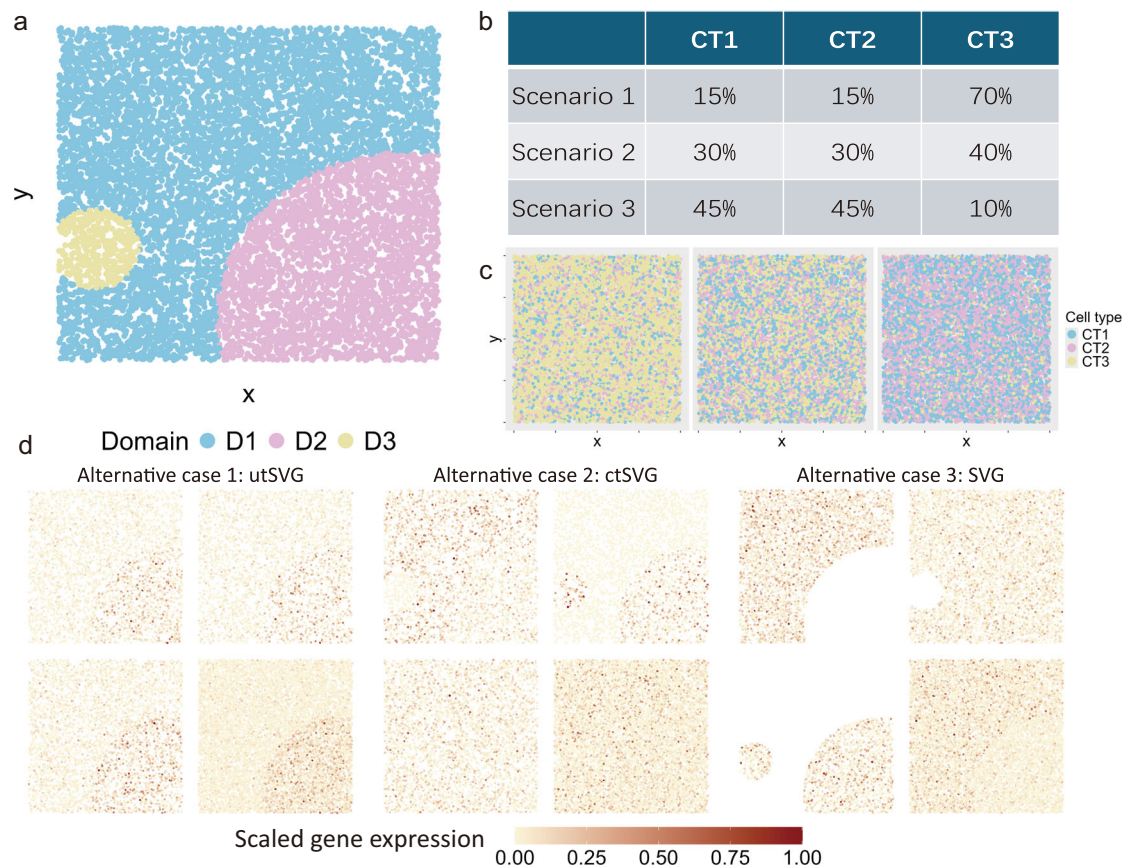 a
y
x
Domain D1 D2 D3
b
CT1 CT2 CT3
Scenario 1 15% 15% 70%
Scenario 2 30% 30% 40%
Scenario 3 45% 45% 10%
c
y
x x x
Cell type
CT1
CT2
CT3
d
Alternative case 1: utSVG Alternative case 2: ctSVG Alternative case 3: SVG
Scaled gene expression
0.00 0.25 0.50 0.75 1.00